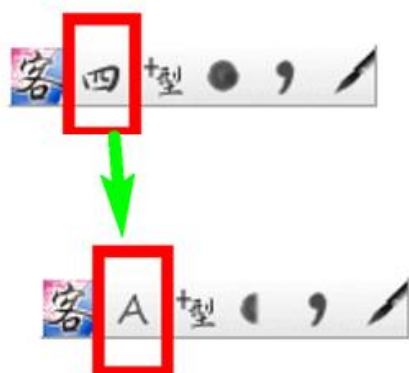 客 四 +型 ，
客 A +型 ，